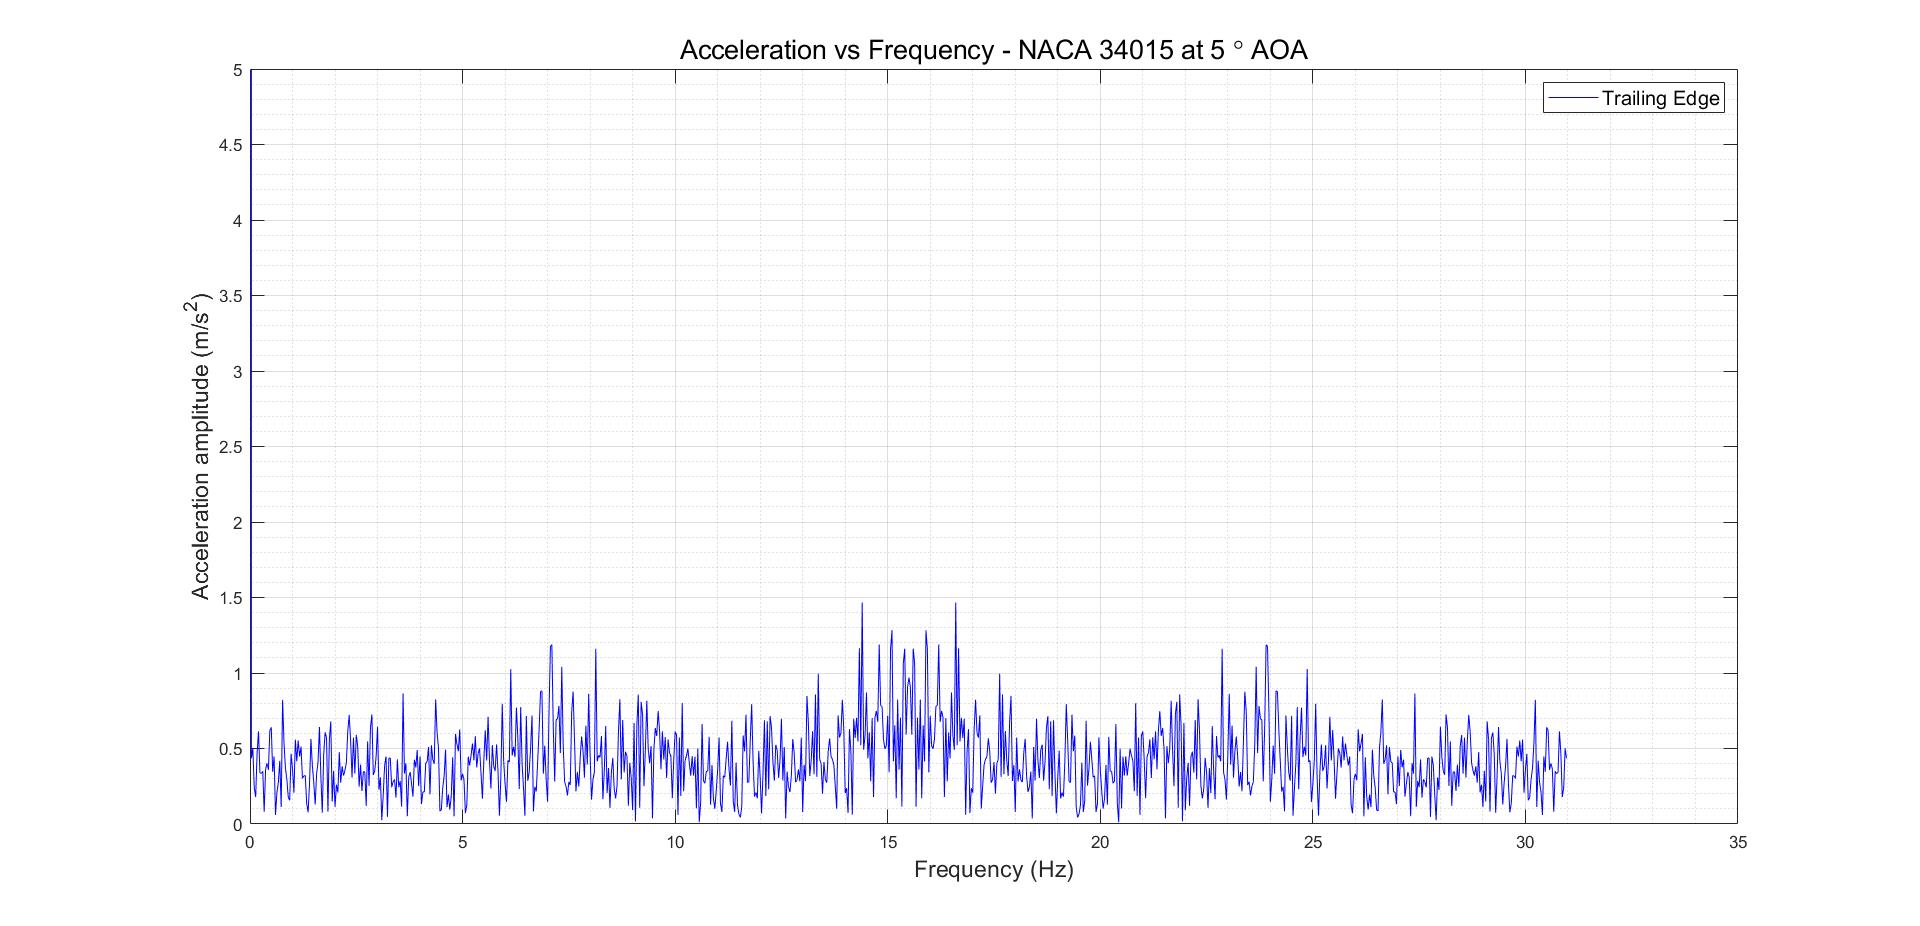 Acceleration vs Frequency - NACA 34015 at 5 ° AOA
Trailing Edge
5
4.5
4
3.5
3
2.5
2
1.5
1
0.5
0
Acceleration amplitude (m/s²)
0 5 10 15 20 25 30 35
Frequency (Hz)